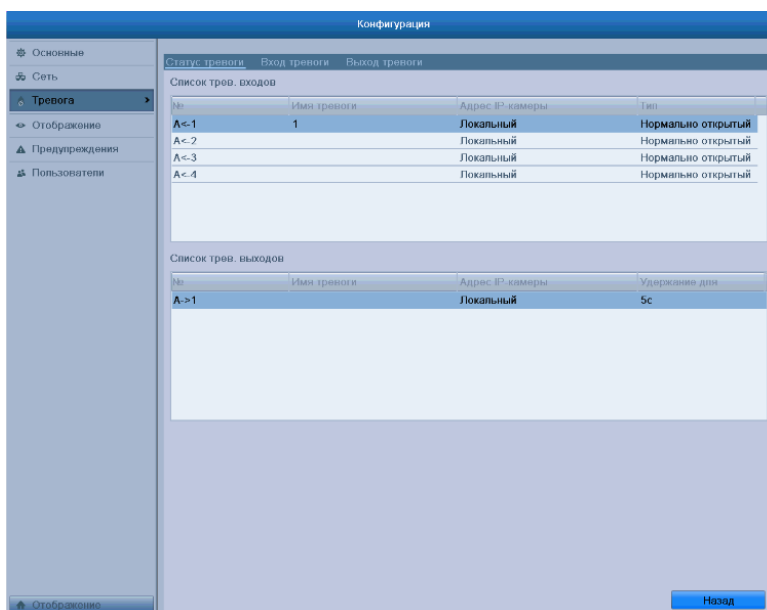 Конфигурация
Основные
Сеть
Тревога
Отображение
Предупреждения
Пользователи
Статус тревоги Вход тревоги Выход тревоги
Список трев. входов
№ Имя тревоги Адрес IP-камеры Тип
A<-1 1 Локальный Нормально открытый
A<-2 Локальный Нормально открытый
A<-3 Локальный Нормально открытый
A<-4 Локальный Нормально открытый
Список трев. выходов
№ Имя тревоги Адрес IP-камеры Удержание для
A->1 Локальный 5с
Отображение
Назад